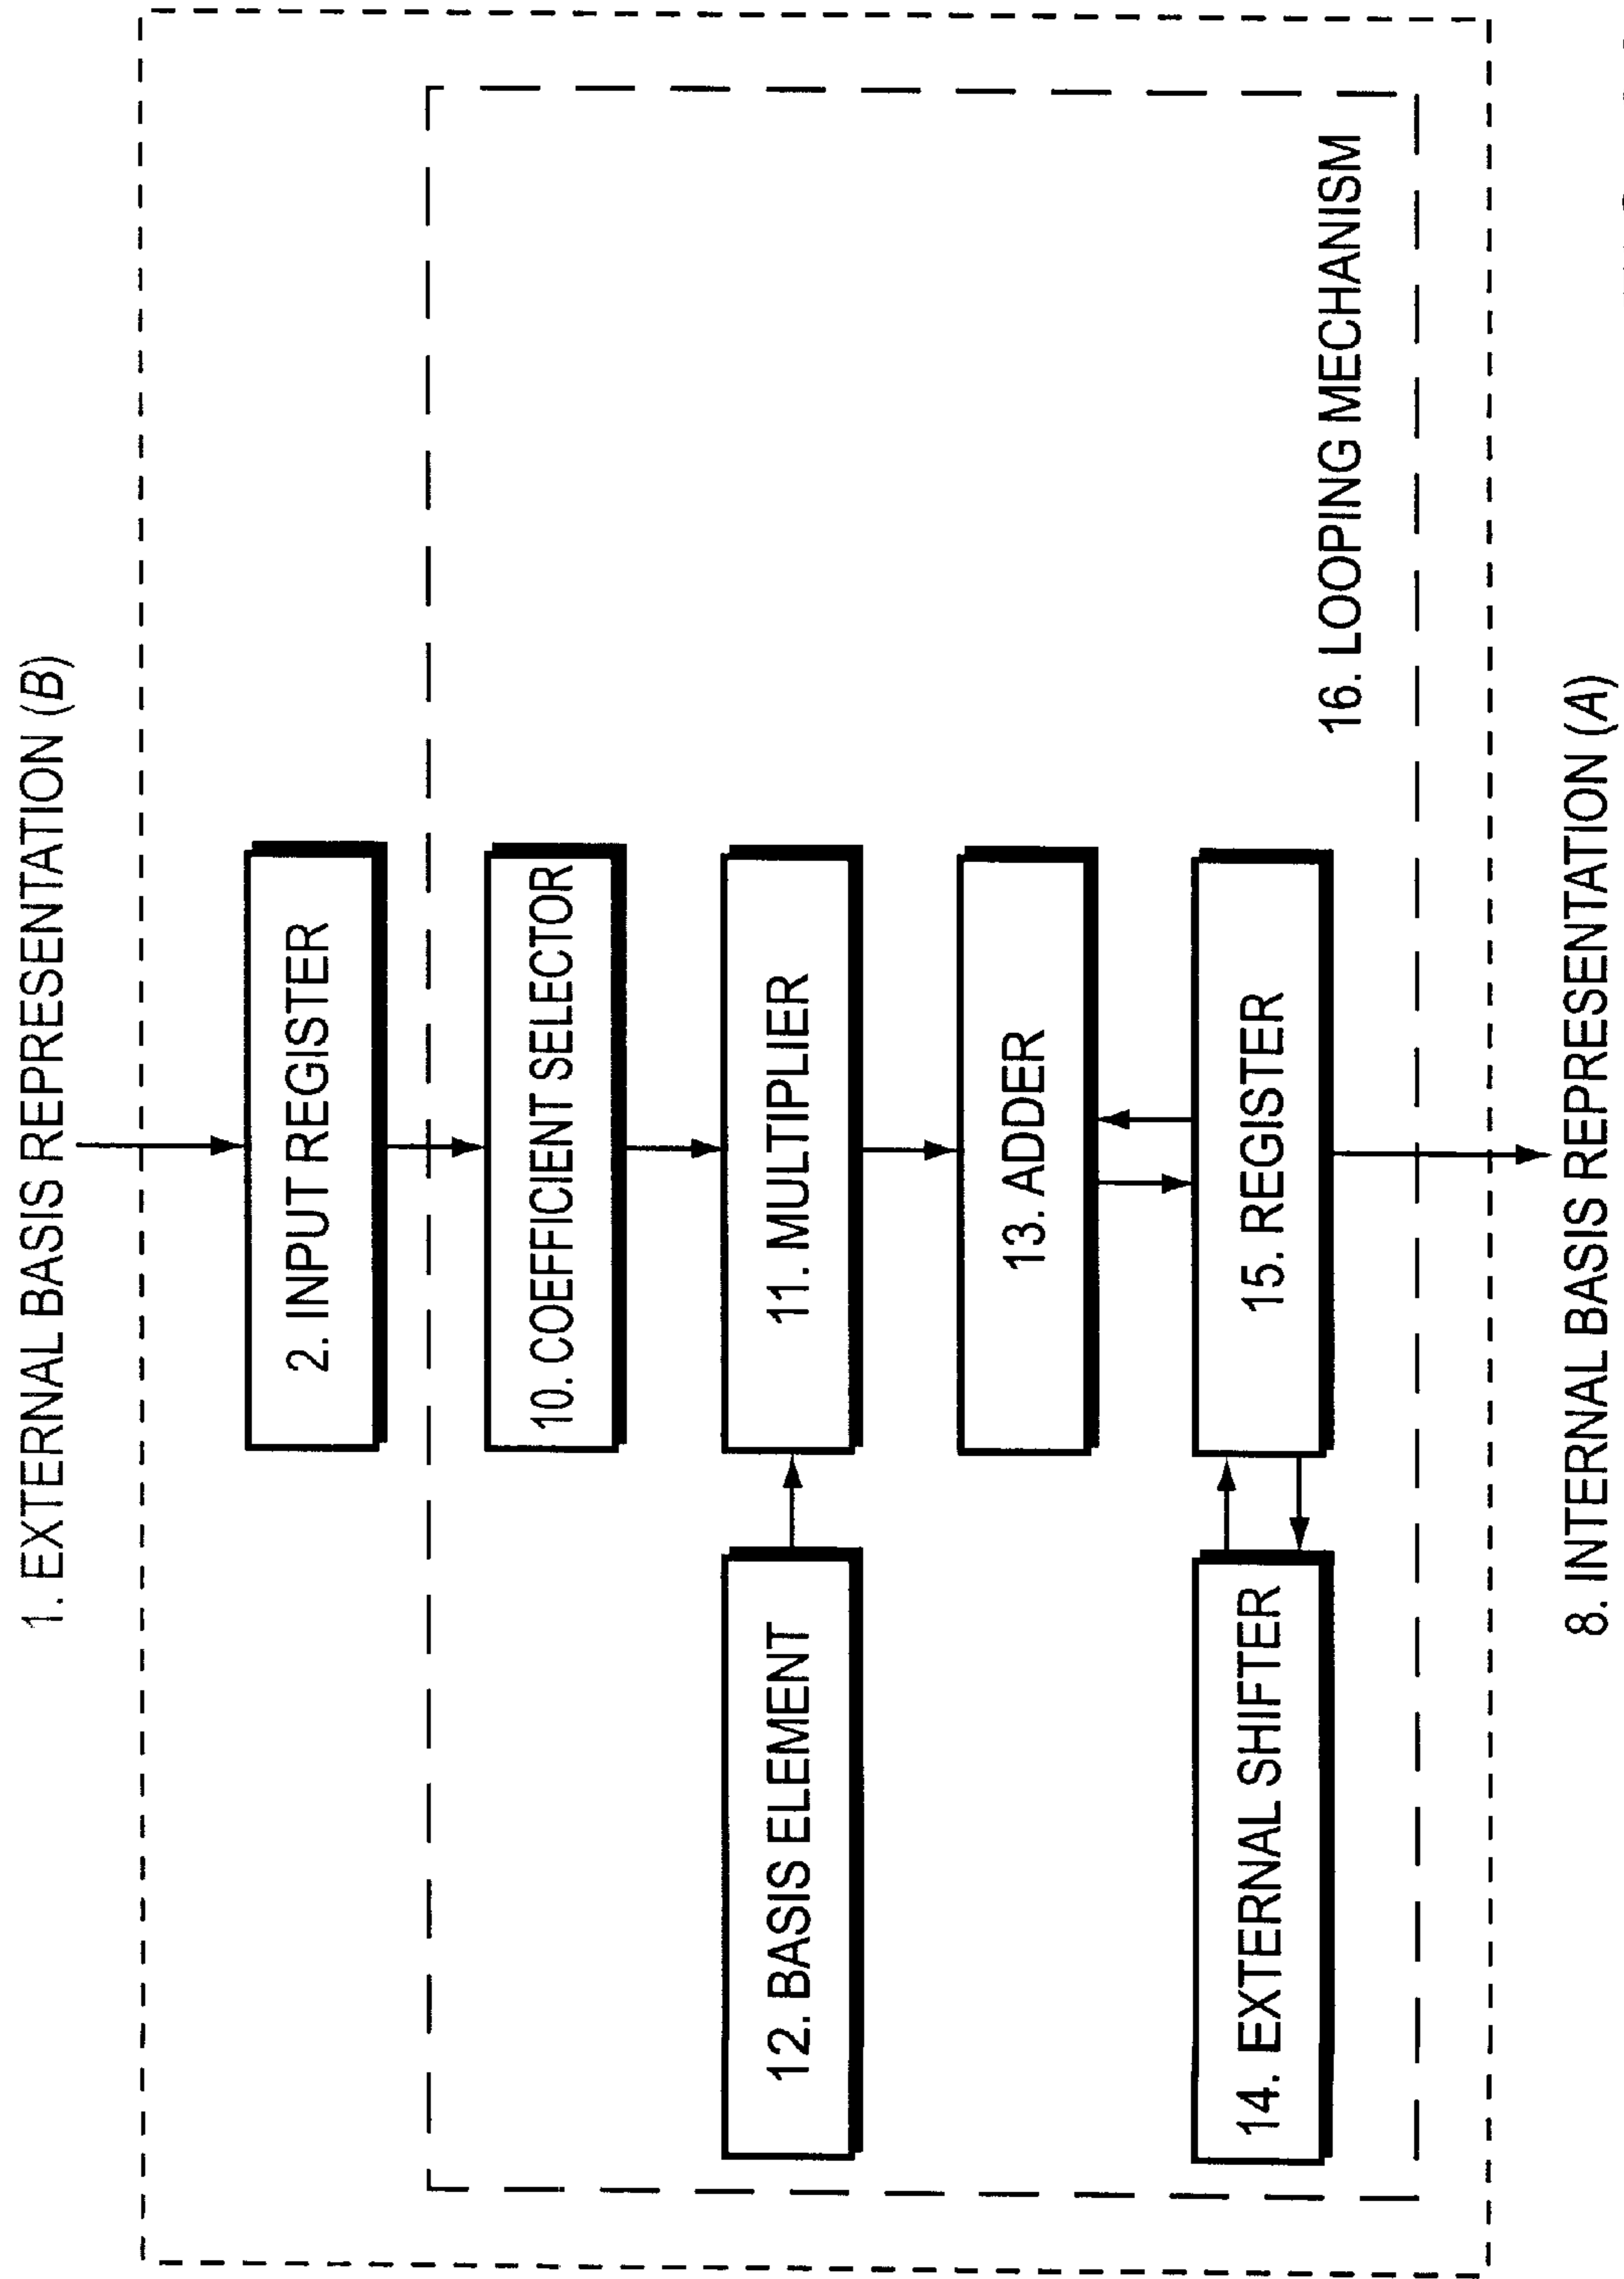 1. EXTERNAL BASIS REPRESENTATION (B)
2. INPUT REGISTER
10. COEFFICIENT SELECTOR
12. BASIS ELEMENT
11. MULTIPLIER
13. ADDER
14. EXTERNAL SHIFTER
15. REGISTER
16. LOOPING MECHANISM
8. INTERNAL BASIS REPRESENTATION (A)